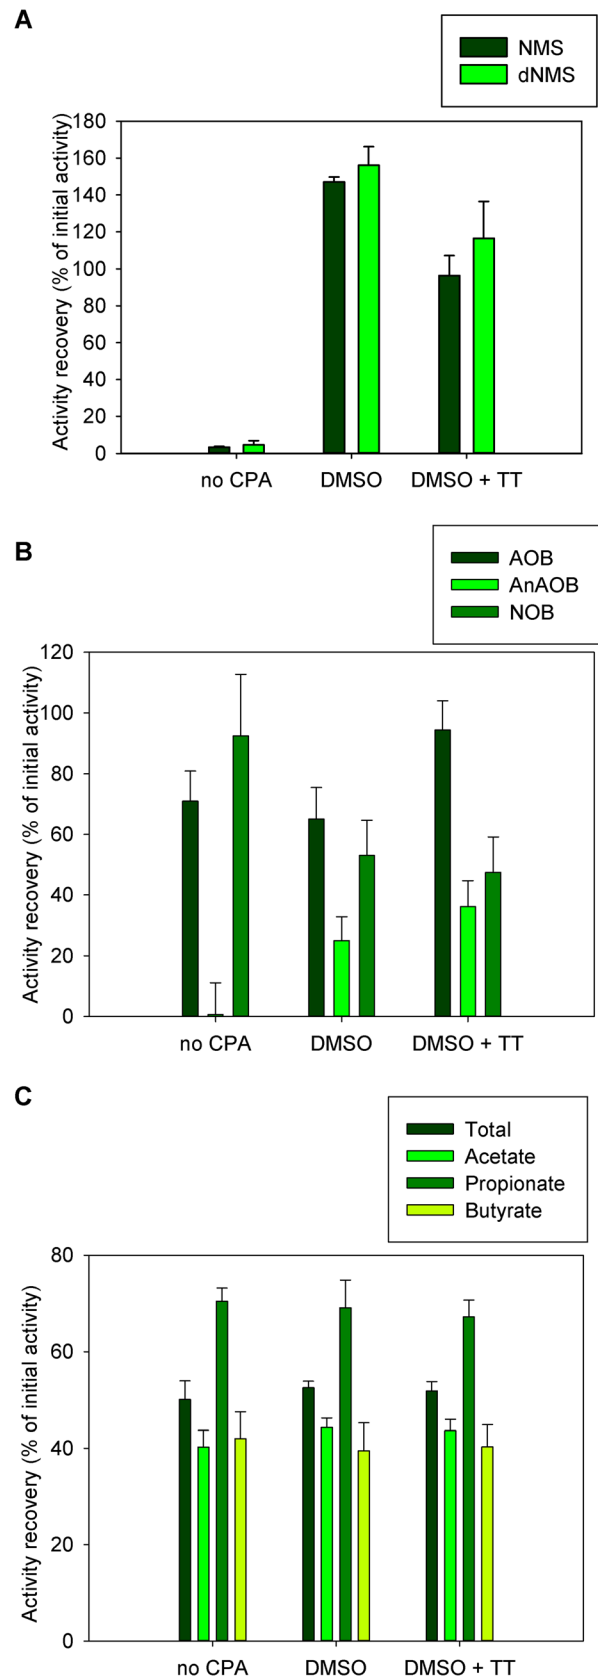 A
NMS
dNMS
Activity recovery (% of initial activity)
180
160
140
120
100
80
60
40
20
0
no CPA DMSO DMSO + TT
B
AOB
AnAOB
NOB
Activity recovery (% of initial activity)
120
100
80
60
40
20
0
no CPA DMSO DMSO + TT
C
Total
Acetate
Propionate
Butyrate
Activity recovery (% of initial activity)
80
60
40
20
0
no CPA DMSO DMSO + TT